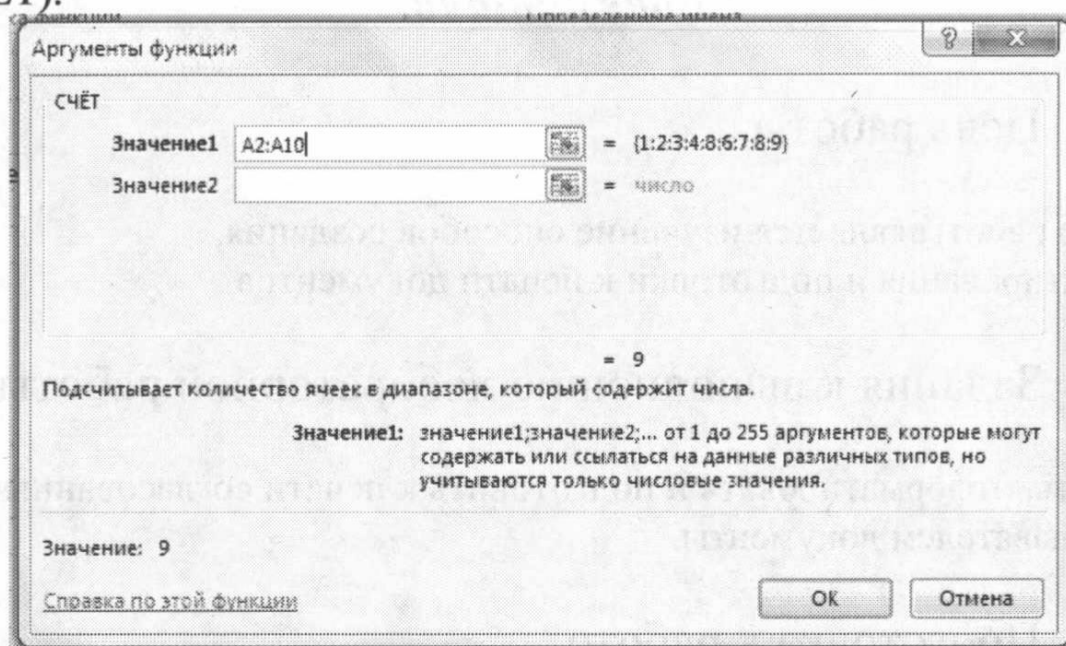 Аргументы функции
СЧЁТ
Значение1 A2:A10 = {1:2:3:4:8:6:7:8:9}
Значение2 = число
= 9
Подсчитывает количество ячеек в диапазоне, который содержит числа.
Значение1: значение1;значение2;... от 1 до 255 аргументов, которые могут
содержать или ссылаться на данные различных типов, но
учитываются только числовые значения.
Значение: 9
Справка по этой функции
ОК
Отмена